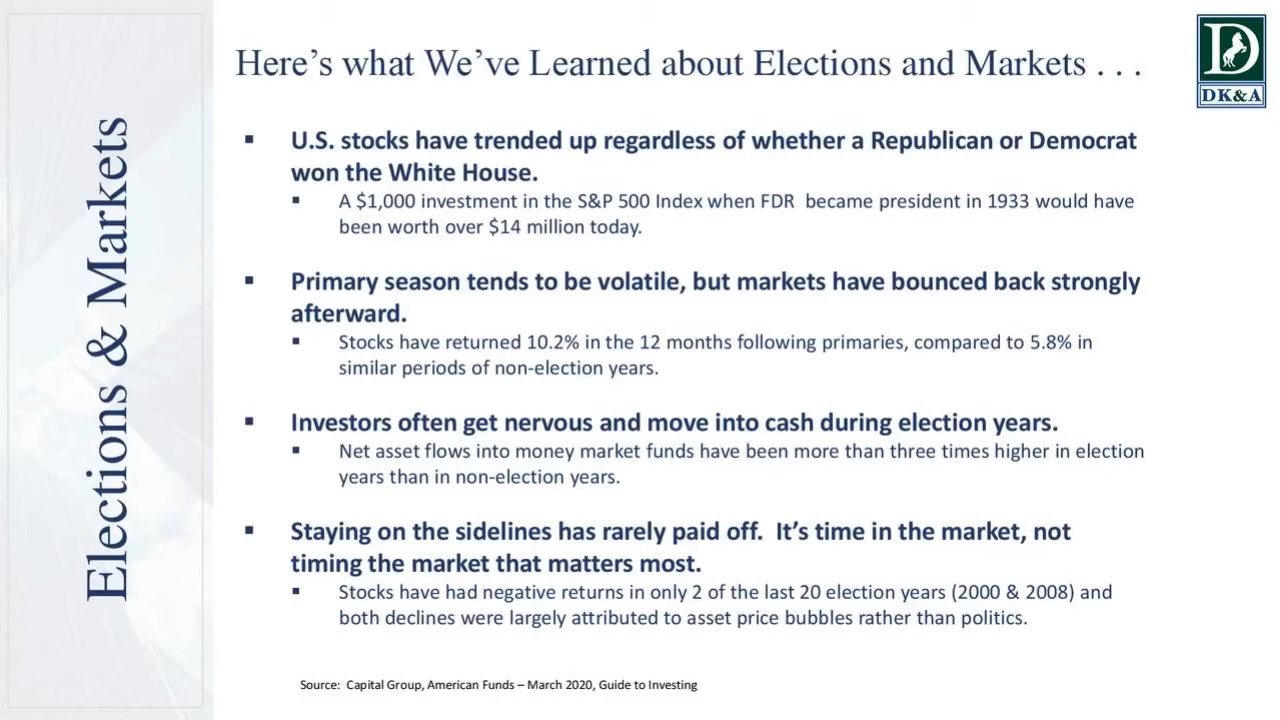 Elections & Markets
Here’s what We’ve Learned about Elections and Markets . . .
D
DK&A
▪ U.S. stocks have trended up regardless of whether a Republican or Democrat
won the White House.
▪ A $1,000 investment in the S&P 500 Index when FDR  became president in 1933 would have
been worth over $14 million today.
▪ Primary season tends to be volatile, but markets have bounced back strongly
afterward.
▪ Stocks have returned 10.2% in the 12 months following primaries, compared to 5.8% in
similar periods of non-election years.
▪ Investors often get nervous and move into cash during election years.
▪ Net asset flows into money market funds have been more than three times higher in election
years than in non-election years.
▪ Staying on the sidelines has rarely paid off.  It’s time in the market, not
timing the market that matters most.
▪ Stocks have had negative returns in only 2 of the last 20 election years (2000 & 2008) and
both declines were largely attributed to asset price bubbles rather than politics.
Source:  Capital Group, American Funds – March 2020, Guide to Investing